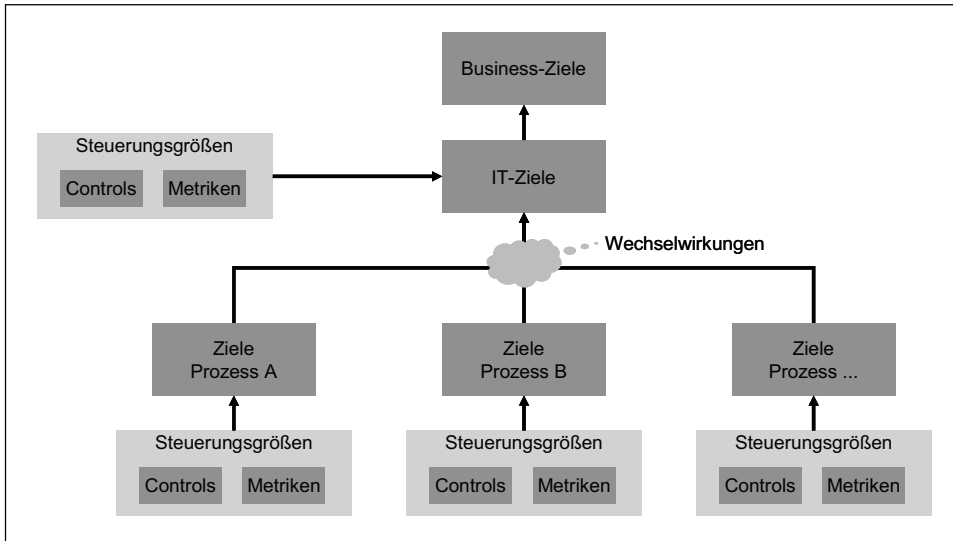 Business-Ziele
Steuerungsgrößen
Controls Metriken
IT-Ziele
Wechselwirkungen
Ziele
Prozess A
Ziele
Prozess B
Ziele
Prozess ...
Steuerungsgrößen
Controls Metriken
Steuerungsgrößen
Controls Metriken
Steuerungsgrößen
Controls Metriken